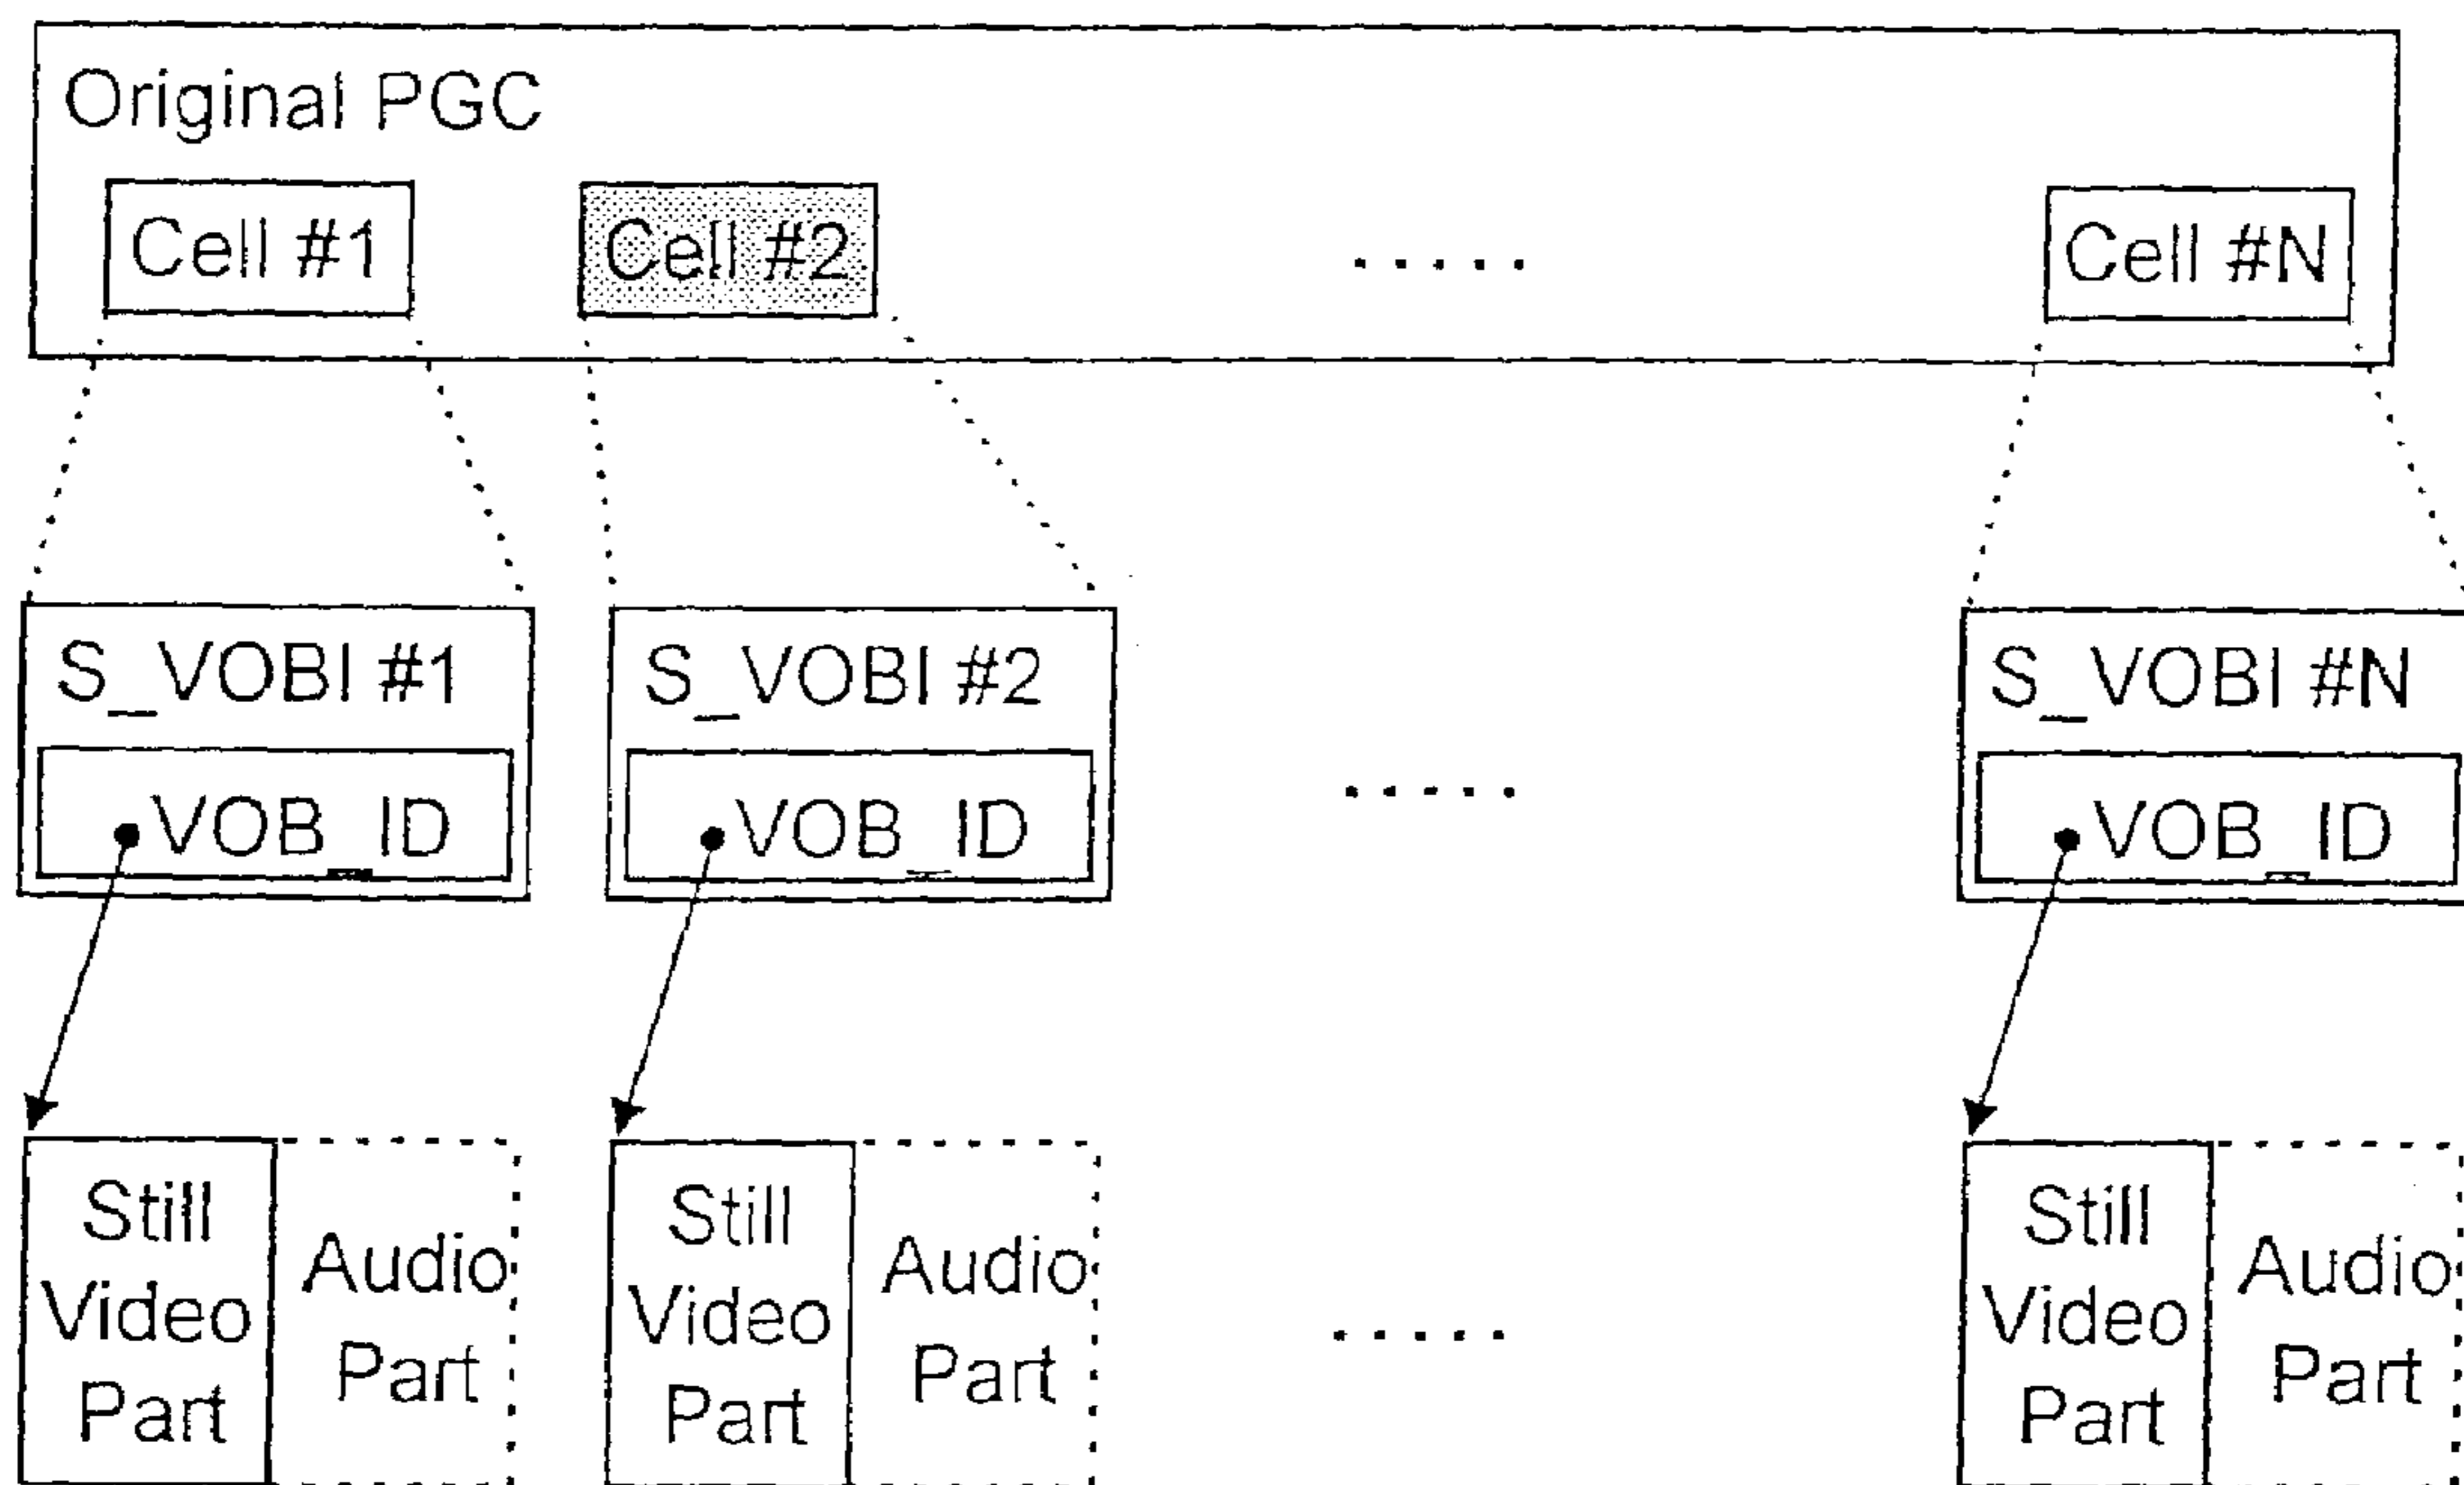 Original PGC
Cell #1 Cell #2 ..... Cell #N
S_VOBI #1 S_VOBI #2 S_VOBI #N
VOB_ID VOB_ID ..... VOB_ID
Still Video Part Audio Part Still Video Part Audio Part ..... Still Video Part Audio Part